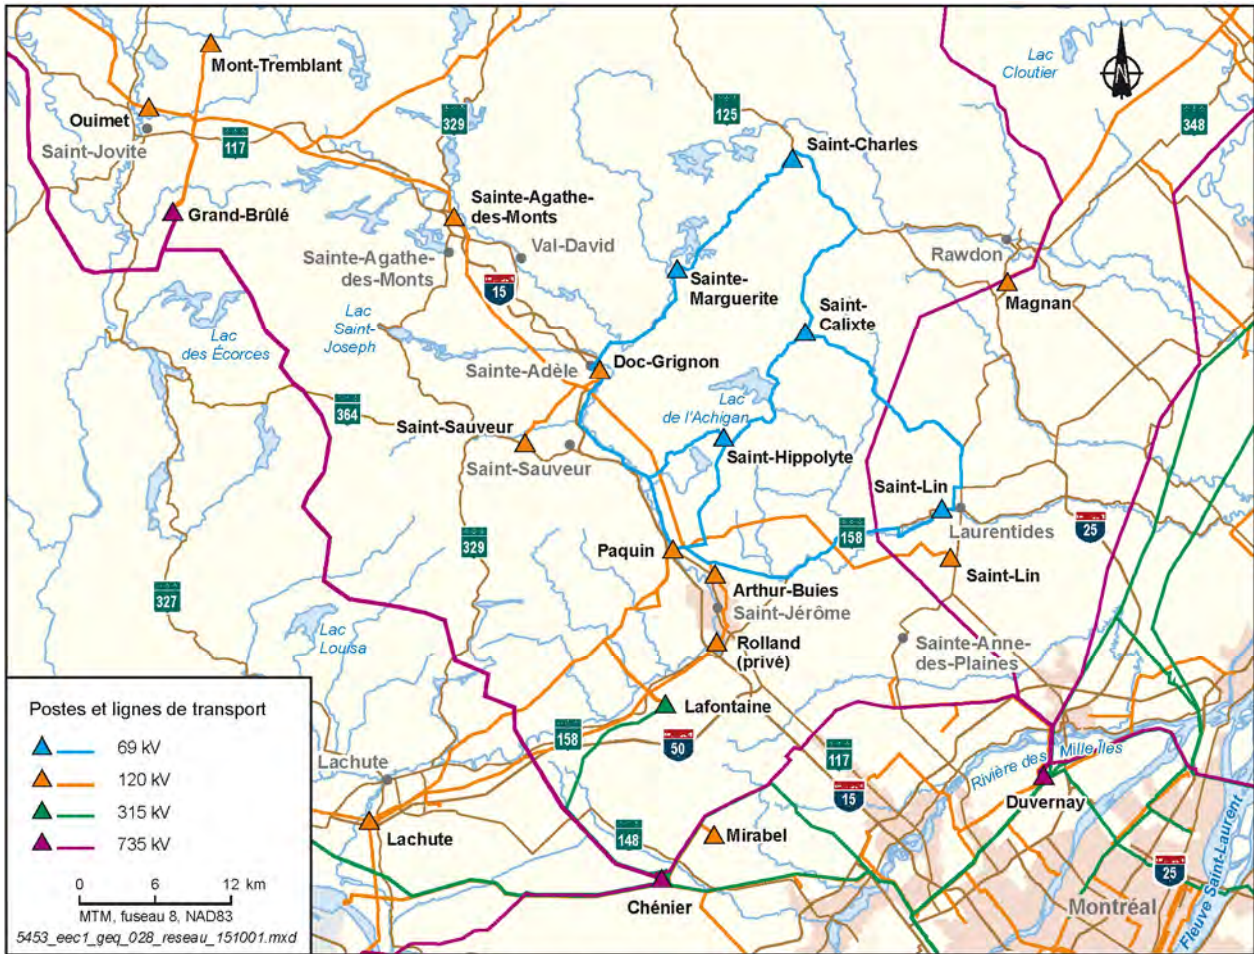 Mont-Tremblant
Ouimet
Saint-Jovite
117
329
125
Lac
Cloutier
N
348
Saint-Charles
Grand-Brûlé
Sainte-Agathe-
des-Monts
Val-David
Sainte-Agathe-
des-Monts
15
Rawdon
Magnan
Sainte-
Marguerite
Saint-
Calixte
Lac
des Écorces
Lac
Saint-
Joseph
Sainte-Adèle
Doc-Grignon
Lac
de l'Achigan
364
Saint-Sauveur
Saint-Sauveur
Saint-Hippolyte
Saint-Lin
Laurentides
25
158
329
Paquin
Saint-Lin
Arthur-Buies
Saint-Jérôme
327
Lac
Louisa
Rolland
(privé)
Sainte-Anne-
des-Plaines
Lafontaine
158
50
117
15
Rivière des Mille Îles
Duvernay
Lachute
Lachute
148
Mirabel
Chénier
25
Montréal
Fleuve Saint-Laurent
Postes et lignes de transport
69 kV
120 kV
315 kV
735 kV
0 6 12 km
MTM, fuseau 8, NAD83
5453_eec1_geq_028_reseau_151001.mxd